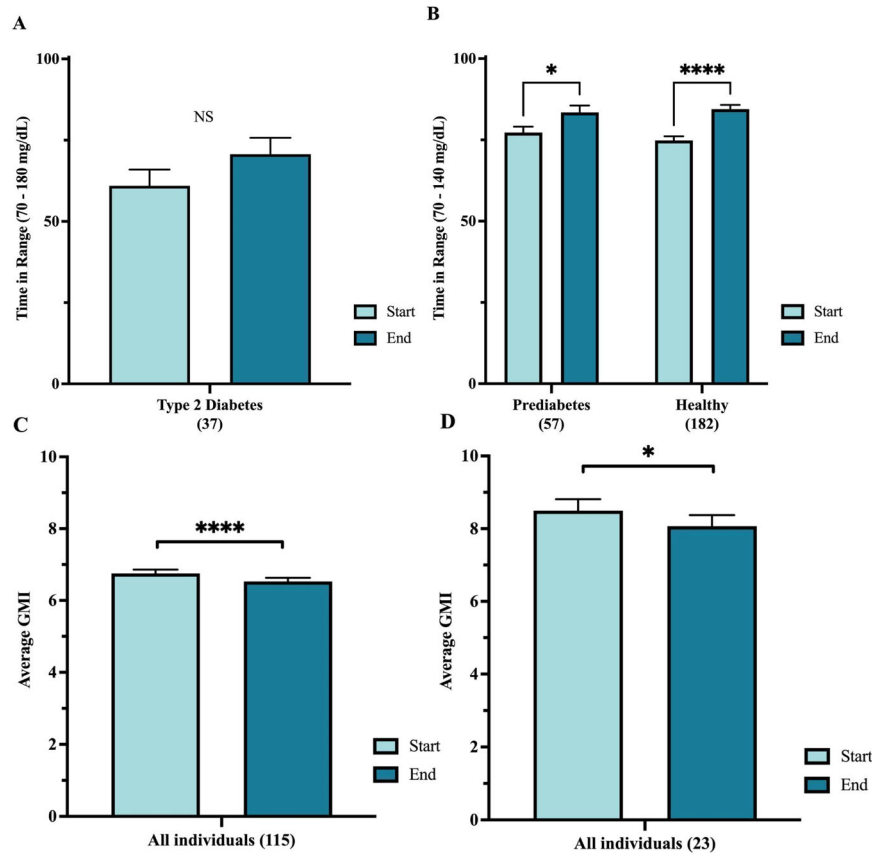 A
Time in Range (70 - 180 mg/dL)
100
50
0
NS
Start
End
Type 2 Diabetes
(37)
B
Time in Range (70 - 140 mg/dL)
100
50
0
*
****
Start
End
Prediabetes
(57)
Healthy
(182)
C
Average GMI
10
8
6
4
2
0
****
Start
End
All individuals (115)
D
Average GMI
10
8
6
4
2
0
*
Start
End
All individuals (23)